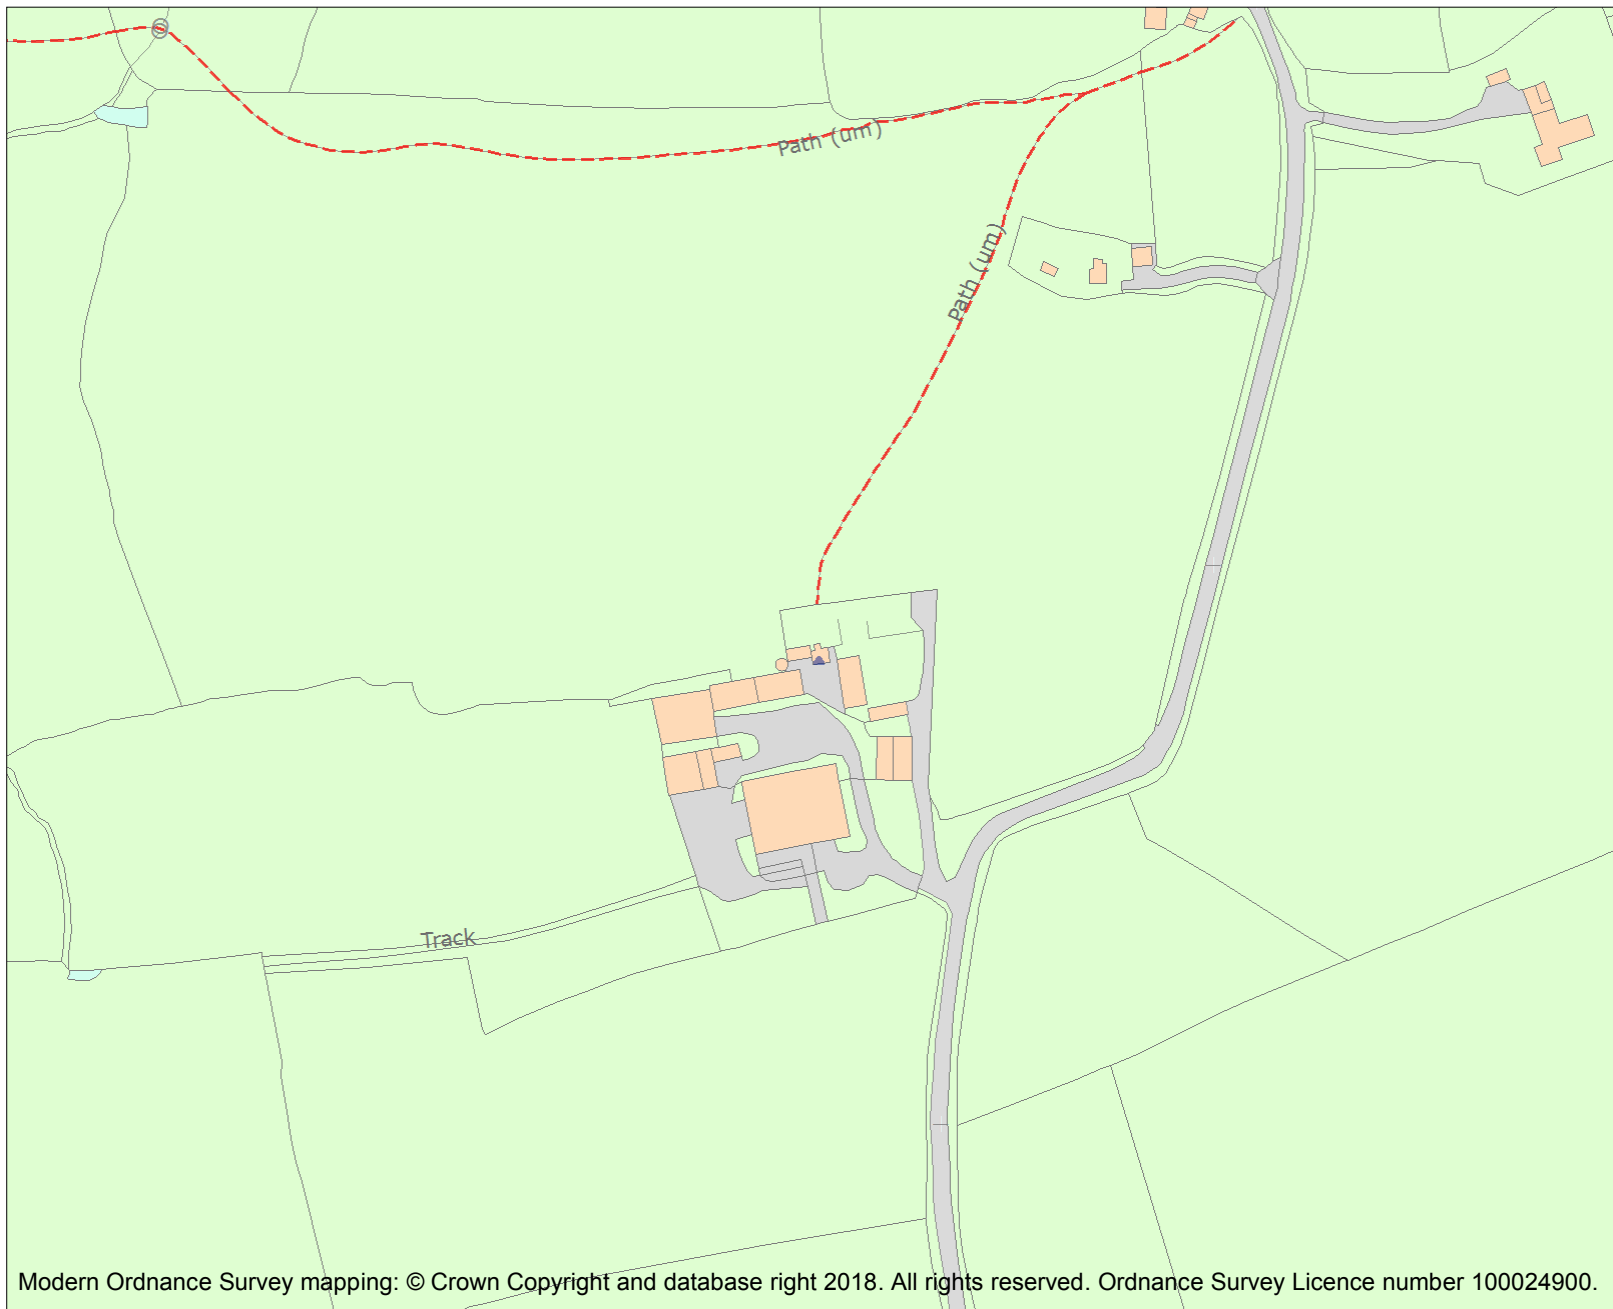 Path (um)
Path (um)
Track
Modern Ordnance Survey mapping: © Crown Copyright and database right 2018. All rights reserved. Ordnance Survey Licence number 100024900.